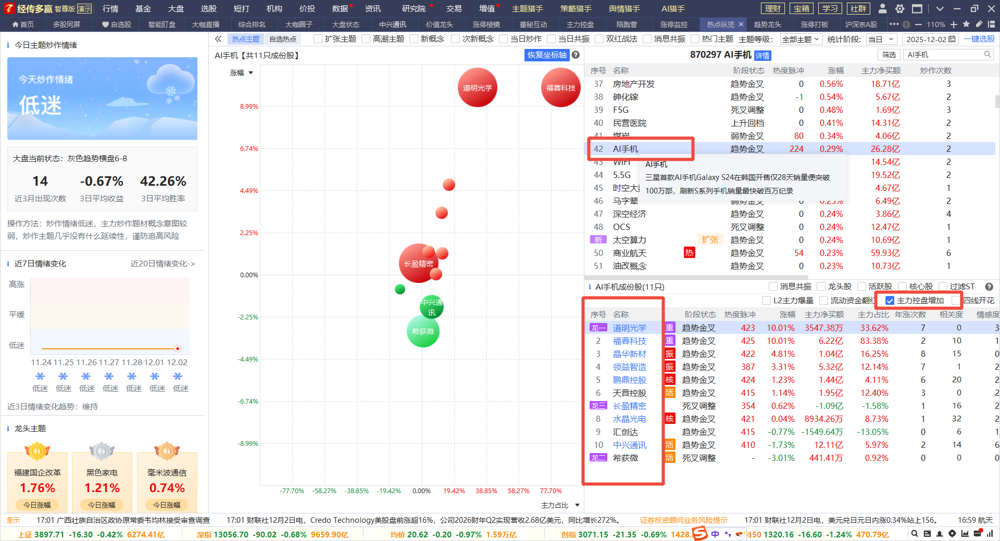 经传多赢 智尊版 演示 行情 基金 大盘 选股 短打 机构 价投 数据 资讯 研究院 交易 增值 主题猎手 策略猎手 舆情猎手 AI猎手 理财 宝箱 学习 社群
首页 多股同屏 自选股 智能盯盘 大咖直播 综合排名 大咖圈子 大盘状态 中兴通讯 价值龙头 涨停棱镜 董秘互动 主力控盘 陪跑营 涨停监控 热点纵览 趋势龙头 涨停打板 沪深京A股 110%
今日主题炒作情绪
今天炒作情绪
低迷
大盘当前状态：灰色趋势横盘6-8
14 -0.67% 42.26%
近3月出现次数 3日平均收益 3日平均胜率
操作方法：炒作情绪低迷，主力炒作题材概念意图较
弱，炒作主题几乎没有什么延续性，谨防追高风险
近7日情绪变化 近20日情绪变化->
高涨
平缓
低迷
11.24 11.25 11.26 11.27 11.28 12.01 12.02
低迷 低迷 低迷 低迷 低迷 低迷 低迷
近3日情绪变化趋势：维持
龙头主题
福建国企改革 黑色家电 毫米波通信
1.76% 1.21% 0.74%
今日涨幅 今日涨幅 今日涨幅
热点主题 自选热点 扩张主题 高潮主题 新概念 次新概念 当日炒作 当日共振 双红战法 消息共振 热门主题 主题等级： 全部主题 统计阶段: 当日 2025-12-02 一键选股
AI手机【共11只成份股】 恢复坐标轴
涨幅
8.99%
6.74%
4.49%
2.25%
0.00%
-2.25%
-4.49%
-6.74%
-8.99%
道明光学 福蓉科技
长盈精密
中兴通
讯
希荻微
-77.70% -58.27% -38.85% -19.42% 0.00% 19.42% 38.85% 58.27% 77.70%
主力占比
870297 AI手机 详情 筛选 AI手机
序号 名称 阶段状态 热度脉冲 涨幅 主力净买额 炒作次数
37 房地产开发 趋势金叉 0 0.56% 18.71亿 3
38 砷化镓 趋势金叉 -1 0.54% 5.67亿 2
39 F5G 死叉调整 0 0.48% 1.69亿 3
40 民营医院 上升回档 0 0.41% 14.31亿 2
41 煤炭 弱势金叉 80 0.34% 4.06亿 2
42 AI手机 趋势金叉 224 0.29% 26.28亿 2
43 WIFI 14.54亿 2
44 5.5G 19.52亿 2
45 时空大 4.67亿 1
46 马字辈 弱势金叉 0 0.25% 6.49亿 2
AI手机
三星首款AI手机Galaxy S24在韩国开售仅28天销量便突破
100万部，刷新S系列手机销量最快破百万纪录
47 深空经济 趋势金叉 0 0.24% 3.86亿 4
48 OCS 死叉调整 0 0.24% 12.47亿 1
新 太空算力 扩张 趋势金叉 0 0.24% 10.69亿 1
50 商业航天 热 趋势金叉 54 0.23% 59.93亿 6
51 油改概念 趋势金叉 0 0.23% 10.73亿 1
AI手机成份股(11只) 消息共振 龙头股 活跃股 核心股 过滤ST
L2主力爆量 流动资金翻红 主力控盘增加 四线开花
序号 名称 阶段状态 热度脉冲 涨幅 主力净买额 主力占比 年涨次数 相关度 情感度
龙一 道明光学 重 趋势金叉 423 10.01% 3547.38万 33.62% 7 0 3
2 福蓉科技 重 趋势金叉 425 10.01% 6.22亿 83.38% 2 10 1
3 晶华新材 振 趋势金叉 422 4.81% 1.04亿 16.25% 8 15 0
4 领益智造 振 趋势金叉 387 3.31% 5.32亿 12.14% 7 1 2
5 鹏鼎控股 核 趋势金叉 424 1.23% 1.44亿 4.11% 6 20 2
6 天音控股 活 趋势金叉 415 1.14% 1.95亿 12.40% 3 0 2
龙三 长盈精密 死叉调整 354 0.62% -1.09亿 -1.58% 1 16 2
8 水晶光电 核 趋势金叉 421 0.04% 8934.26万 8.73% 1 32 2
9 汇创达 趋势金叉 415 -0.77% -1549.64万 -13.05% 0 6 1
10 中兴通讯 活 趋势金叉 410 -1.73% 12.11亿 5.97% 2 14 6
龙二 希荻微 活 死叉调整 - -3.01% 441.41万 0.92% 0 0 0
提示 17:01 广西壮族自治区政协原常委韦均林接受审查调查 17:01 财联社12月2日电，Credo Technology美股盘前涨超16%，公司2026财年Q2实现营收2.68亿美元，同比增长272%。 证券投资顾问业务风险提示 17:01 财联社12月2日电，美元兑日元日内涨0.34%站上156。 16:59 航天
上证 3897.71 -16.30 -0.42% 6274.41亿 深指 13056.70 -90.02 -0.68% 9659.90亿 均价 20.62 -0.20 -0.97% 1.59万亿 创指 3071.15 -21.35 -0.69% 1428. 中 450 1320.16 -16.60 -1.24% 470.79亿